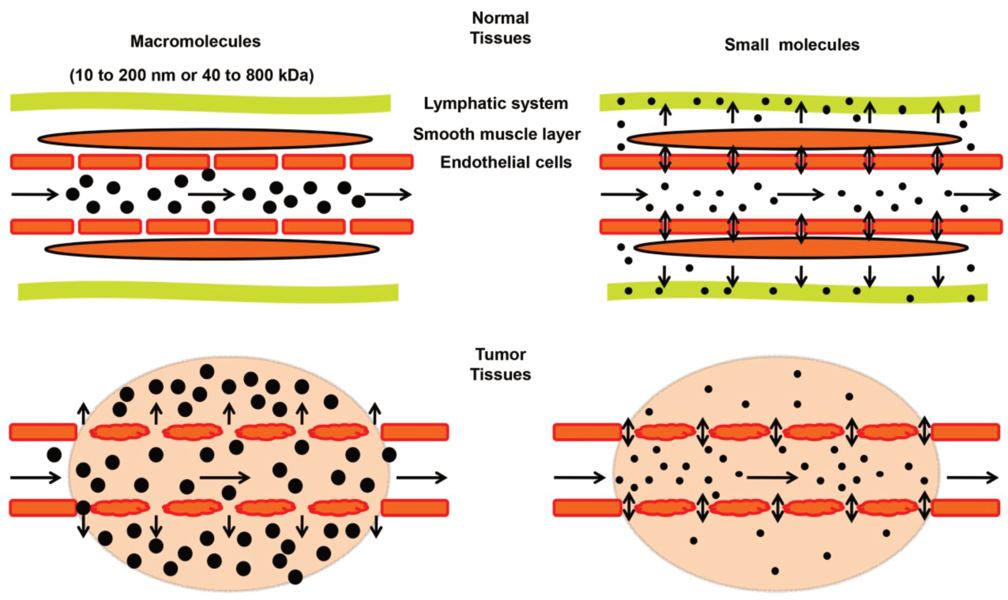 Normal
Tissues
Macromolecules
(10 to 200 nm or 40 to 800 kDa)
Small molecules
Lymphatic system
Smooth muscle layer
Endothelial cells
Tumor
Tissues